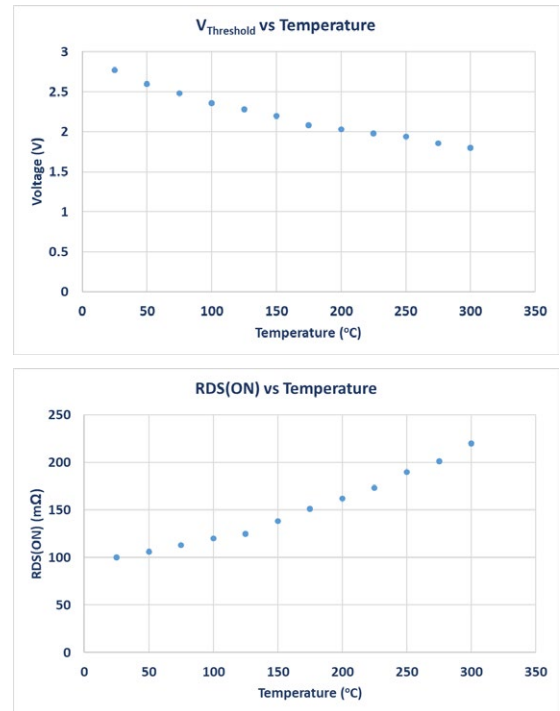 V_Threshold vs Temperature
3
2.5
2
1.5
1
0.5
0
Voltage (V)
0 50 100 150 200 250 300 350
Temperature (°C)
RDS(ON) vs Temperature
250
200
150
100
50
0
RDS(ON) (mΩ)
0 50 100 150 200 250 300 350
Temperature (°C)